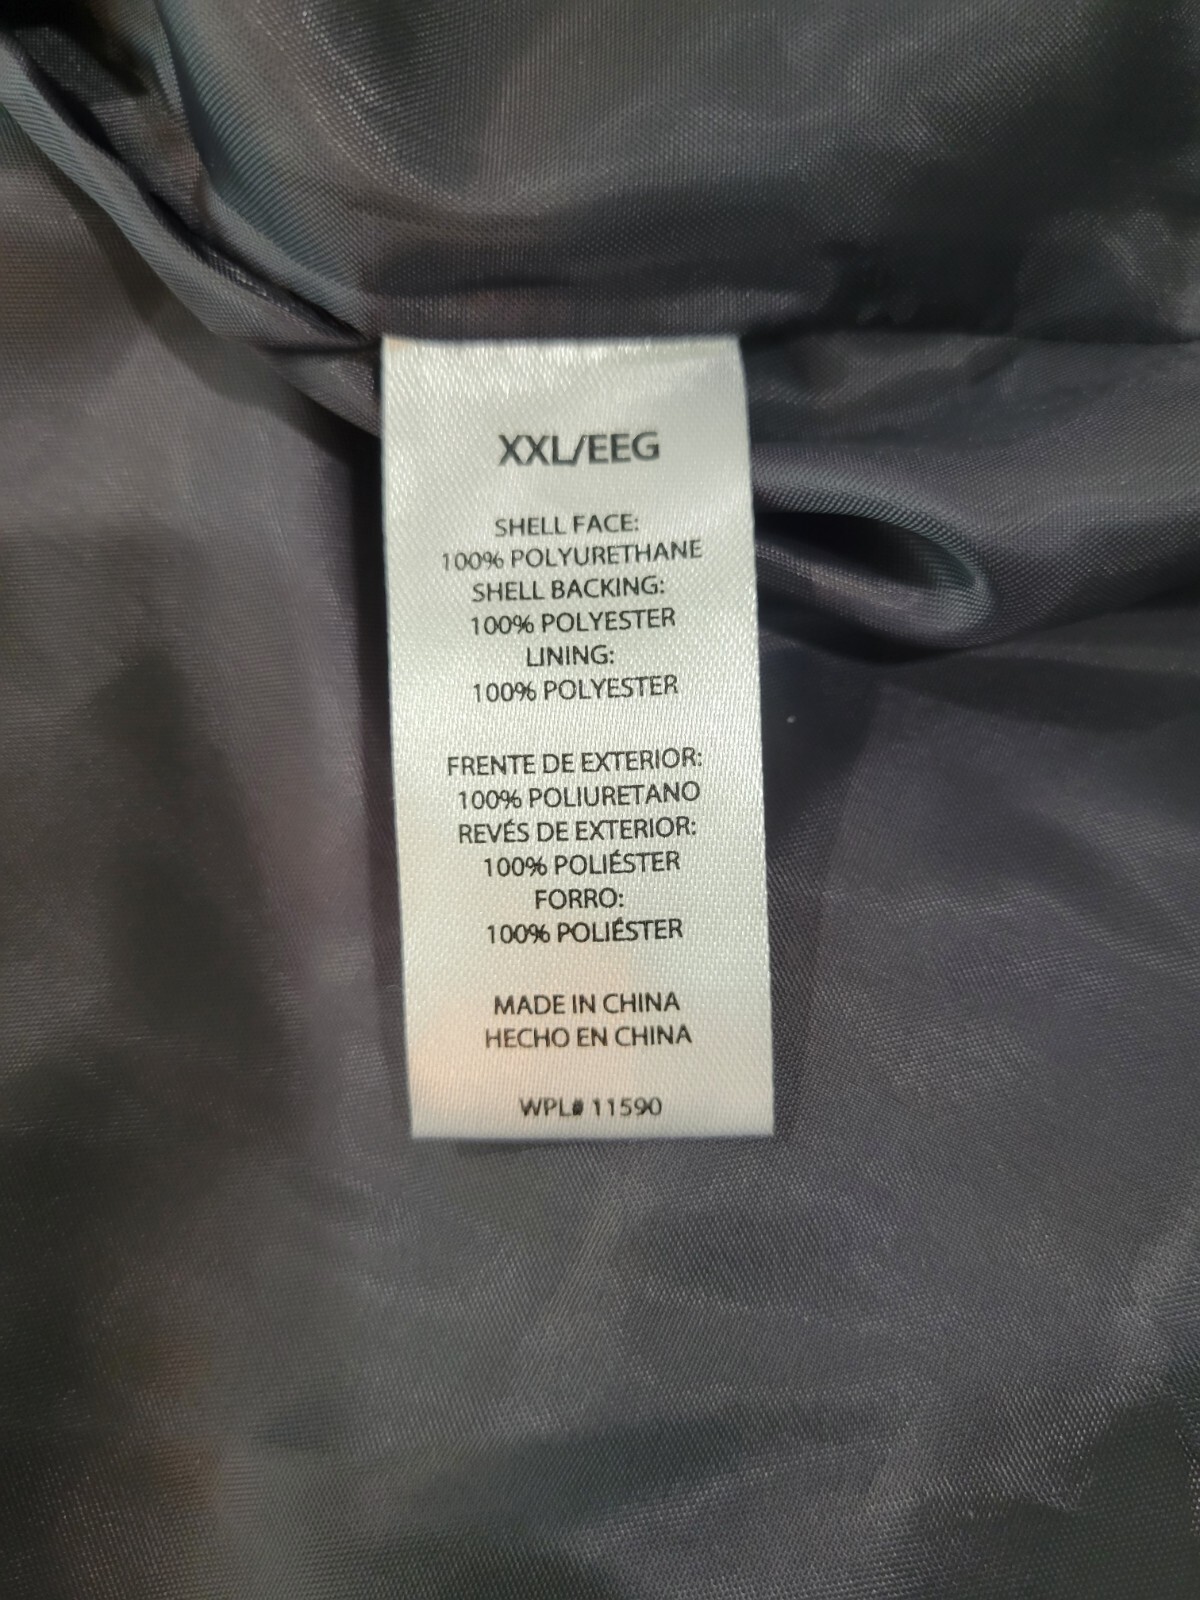 XXL/EEG
SHELL FACE:
100% POLYURETHANE
SHELL BACKING:
100% POLYESTER
LINING:
100% POLYESTER
FRENTE DE EXTERIOR:
100% POLIURETANO
REVÉS DE EXTERIOR:
100% POLIÉSTER
FORRO:
100% POLIÉSTER
MADE IN CHINA
HECHO EN CHINA
WPL# 11590